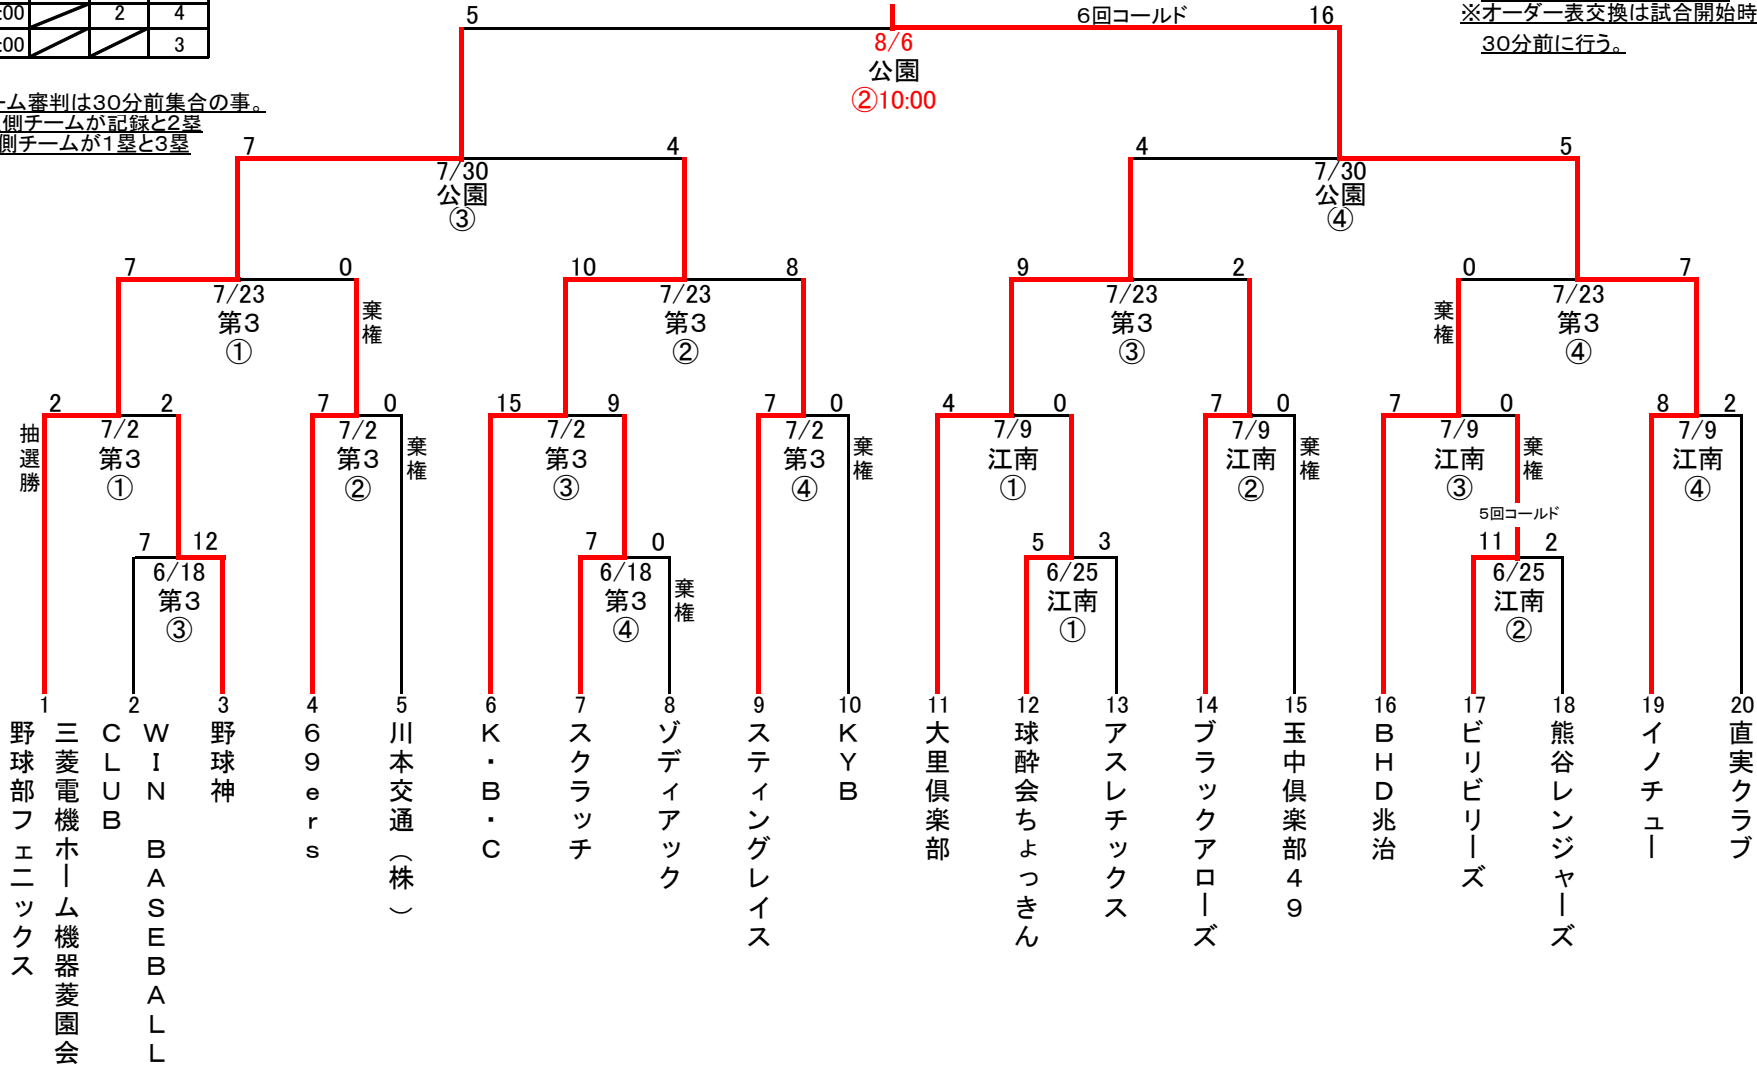 :00 2 4
:00 3
ーム審判は30分前集合の事。
側チームが記録と2塁
側チームが1塁と3塁
※オーダー表交換は試合開始時
30分前に行う。
5 6回コールド 16
8/6
公園
②10:00
7 4 4 5
7/30 7/30
公園 公園
③ ④
7 0 10 8 9 2 0 7
7/23 7/23 7/23 7/23
第3 第3 第3 第3
① ② ③ ④
棄権 棄権
2 2 7 0 15 9 7 0 4 0 7 0 7 0 8 2
7/2 7/2 7/2 7/2 7/9 7/9 7/9 7/9
第3 第3 第3 第3 江南 江南 江南 江南
① ② ③ ④ ① ② ③ ④
抽選勝 棄権 棄権 棄権 棄権
5回コールド
7 12 7 0 5 3 11 2
6/18 6/18 6/25 6/25
第3 第3 江南 江南
③ ④ ① ②
棄権
1 2 3 4 5 6 7 8 9 10 11 12 13 14 15 16 17 18 19 20
三菱電機ホーム機器菱園会
野球部フェニックス
WIN BASEBALL
CLUB
野球神
69ers
川本交通(株)
K・B・C
スクラッチ
ゾディアック
スティングレイス
KYB
大里倶楽部
球酔会ちょっきん
アスレチックス
ブラックアローズ
玉中倶楽部49
BHD兆治
ビリビリーズ
熊谷レンジャーズ
イノチュー
直実クラブ